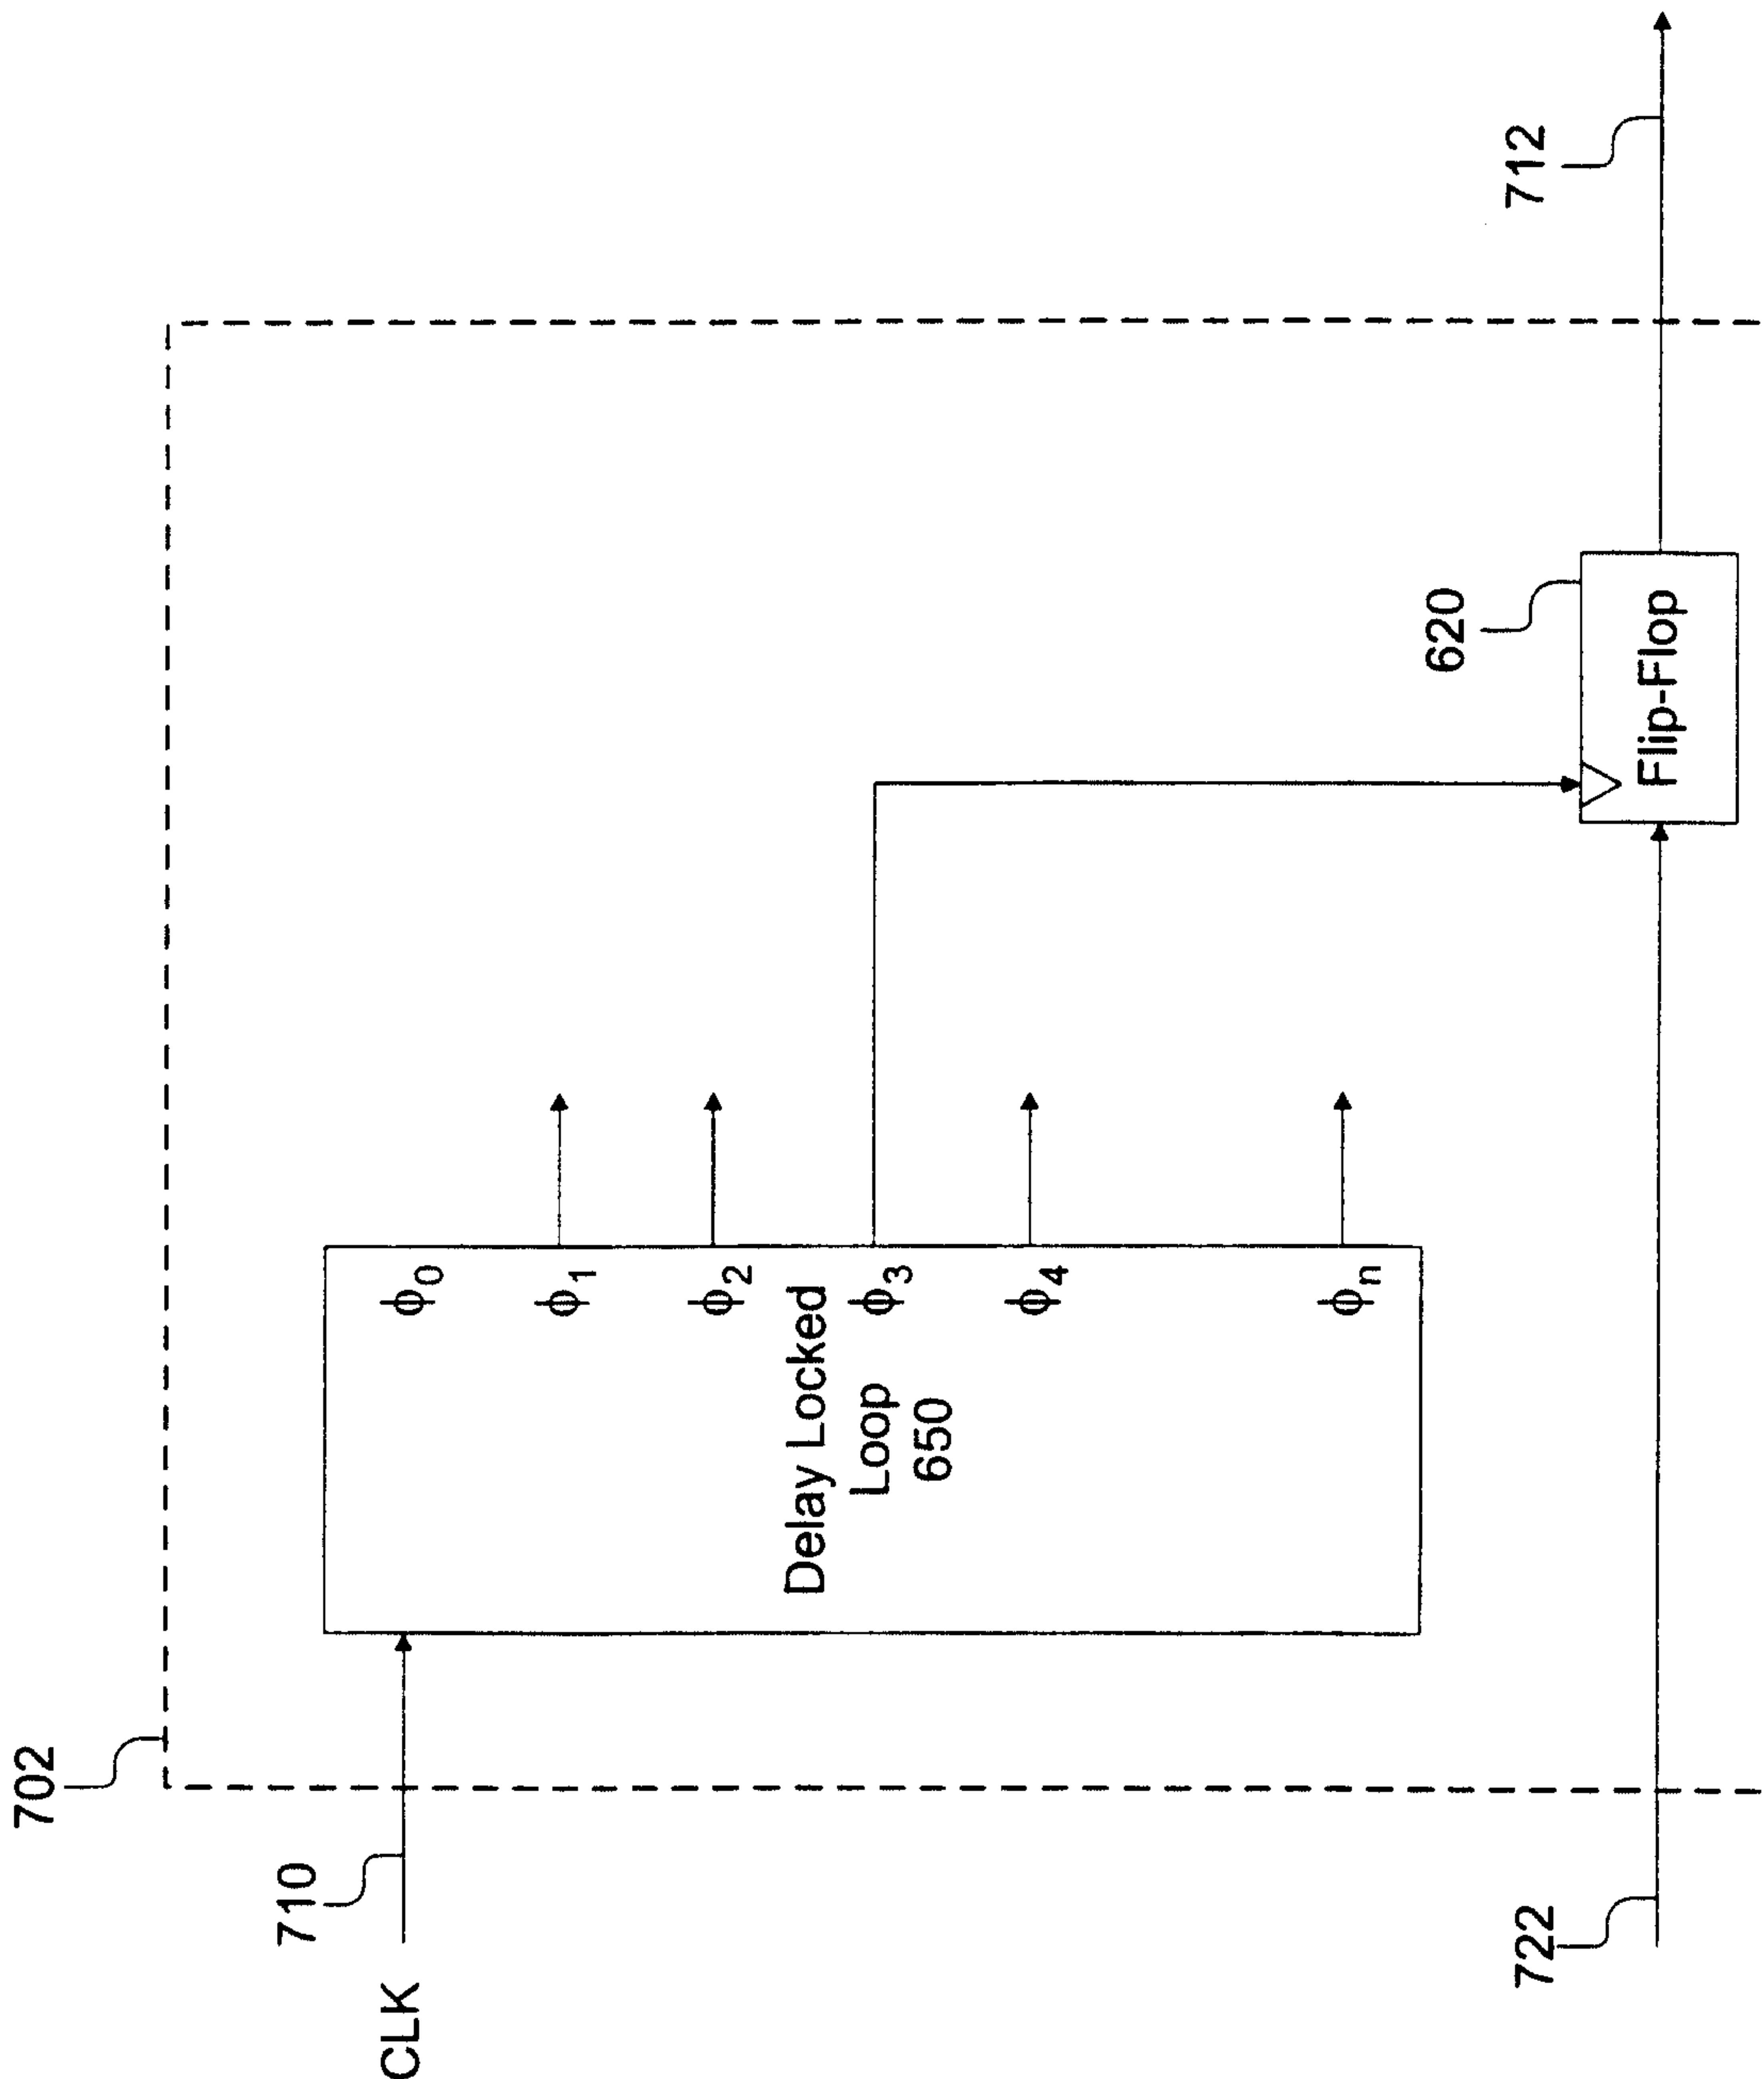 702
710
CLK
Delay Locked
Loop
650
ϕ0
ϕ1
ϕ2
ϕ3
ϕ4
ϕn
620
Flip-Flop
712
722